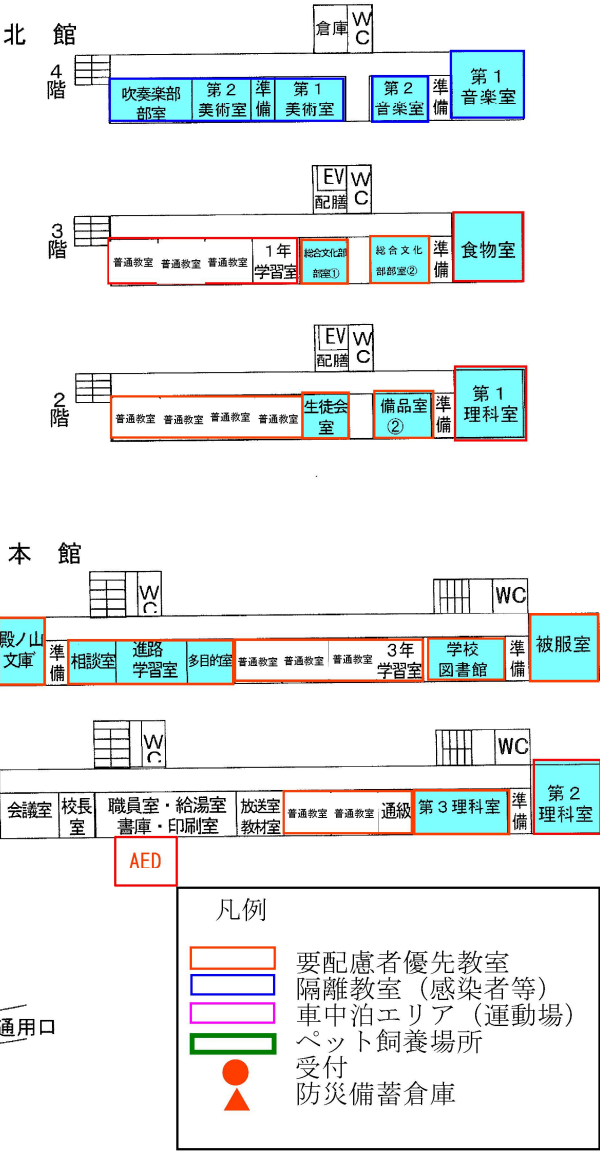 北 館
倉庫
WC
4階
吹奏楽部部室
第2美術室
準備
第1美術室
第2音楽室
準備
第1音楽室
EV
WC
配膳
3階
普通教室
普通教室
普通教室
1年学習室
総合文化部部室①
総合文化部部室②
準備
食物室
EV
WC
配膳
2階
普通教室
普通教室
普通教室
普通教室
生徒会室
備品室②
準備
第1理科室
本 館
WC
WC
殿ノ山文庫
準備
相談室
進路学習室
多目的室
普通教室
普通教室
普通教室
3年学習室
学校図書館
準備
被服室
WC
WC
会議室
校長室
職員室・給湯室
書庫・印刷室
放送室
教材室
普通教室
普通教室
通級
第3理科室
準備
第2理科室
AED
凡例
要配慮者優先教室
隔離教室（感染者等）
車中泊エリア（運動場）
ペット飼養場所
受付
防災備蓄倉庫
通用口